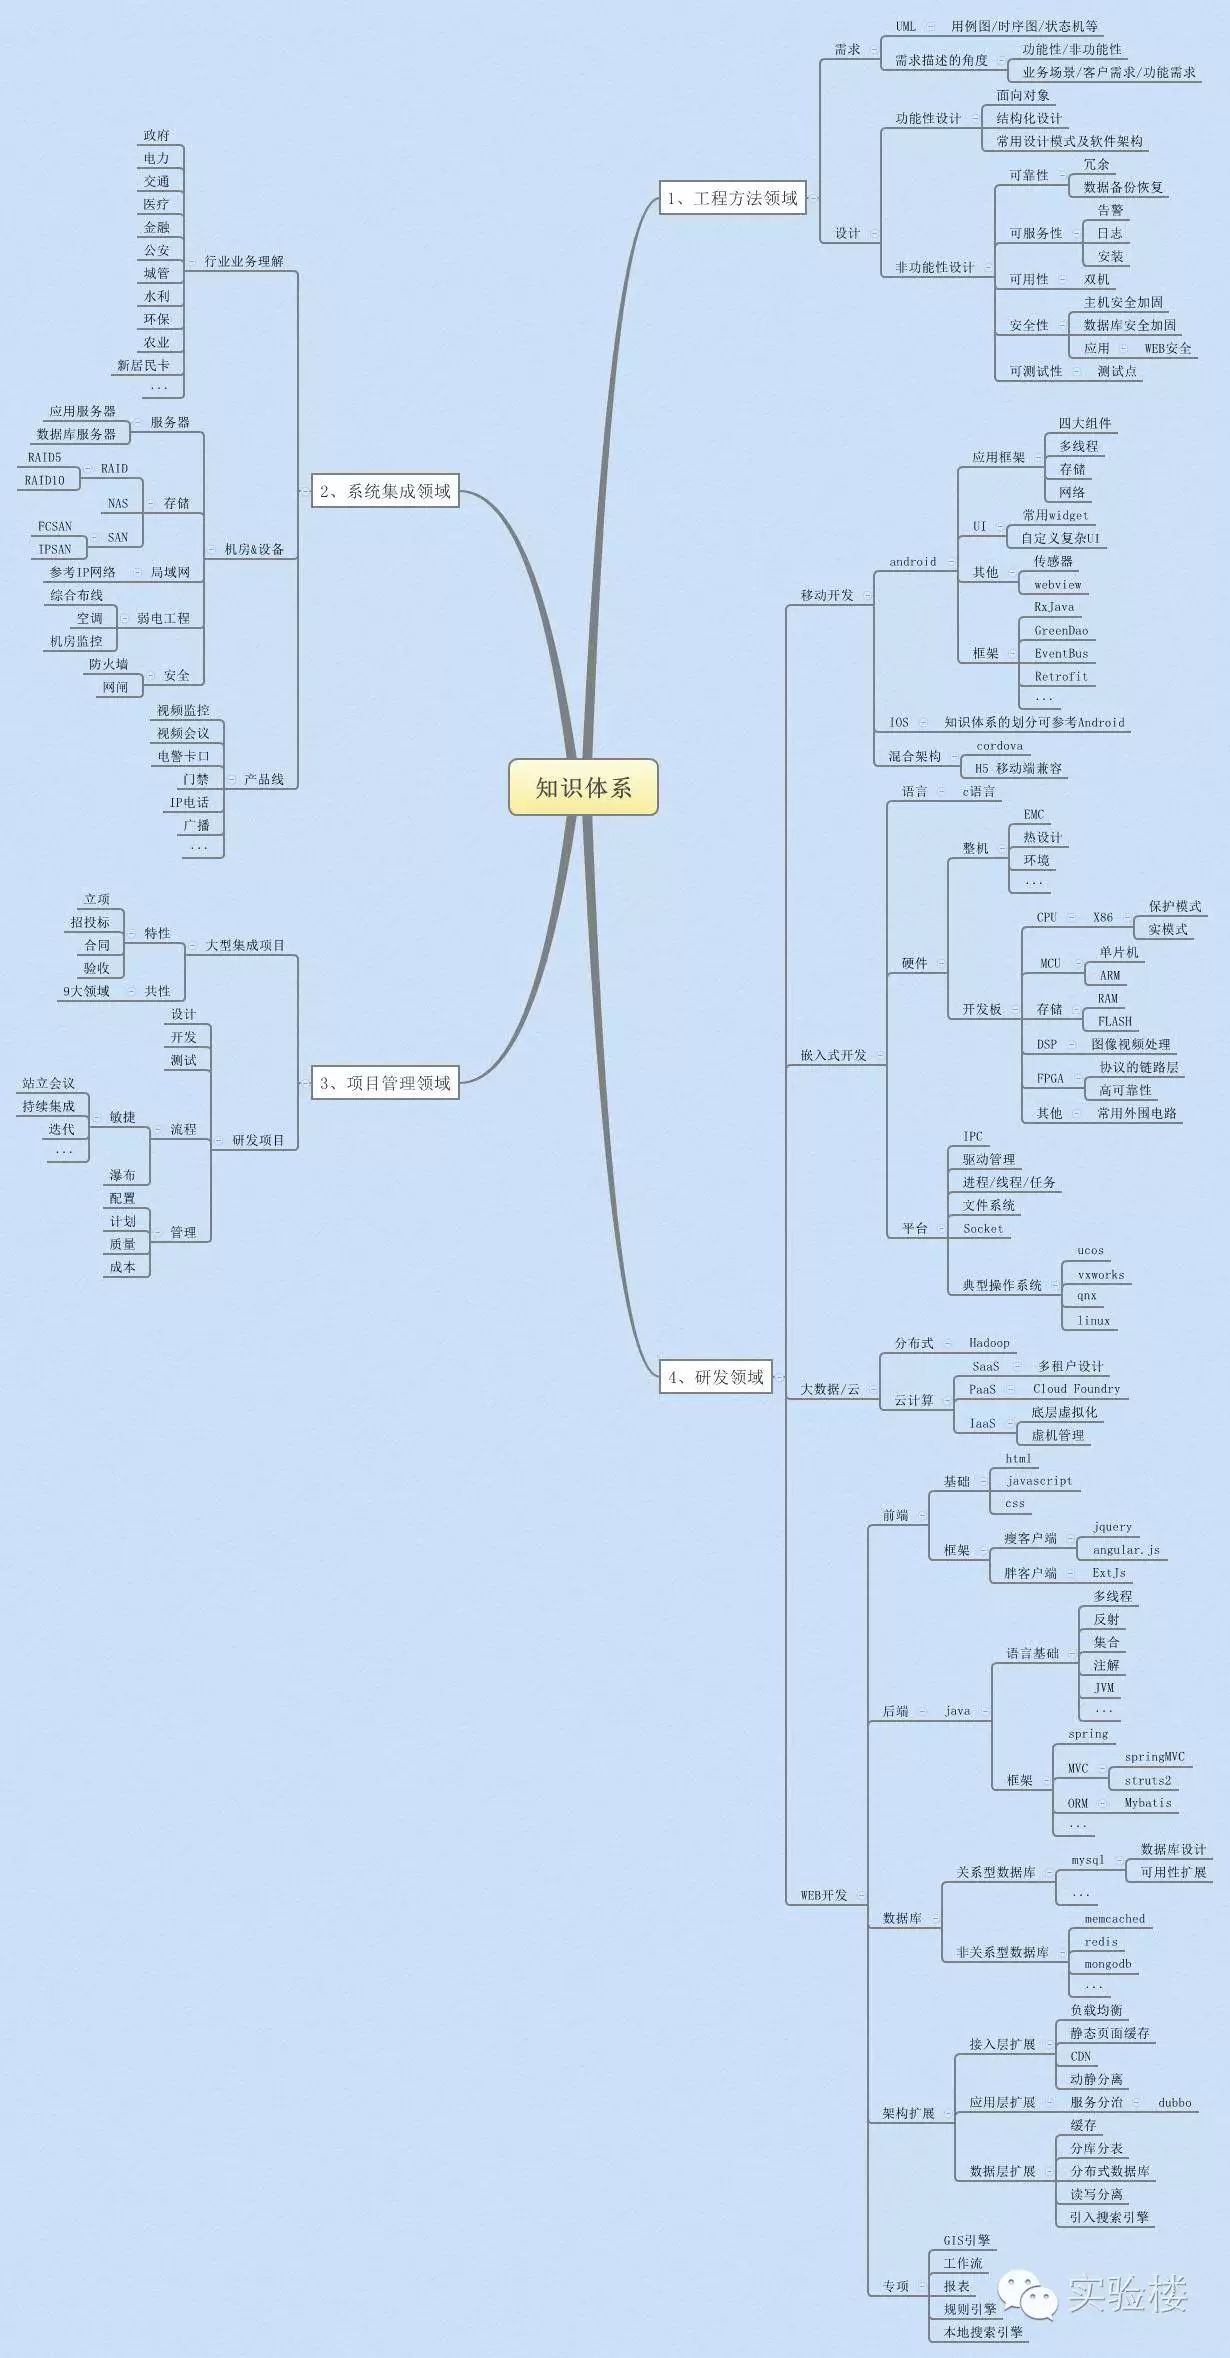 知识体系
1、工程方法领域
需求
UML
用例图/时序图/状态机等
需求描述的角度
功能性/非功能性
业务场景/客户需求/功能需求
设计
功能性设计
面向对象
结构化设计
常用设计模式及软件架构
非功能性设计
可靠性
冗余
数据备份恢复
可服务性
告警
日志
安装
可用性
双机
安全性
主机安全加固
数据库安全加固
应用
WEB安全
可测试性
测试点
2、系统集成领域
行业业务理解
政府
电力
交通
医疗
金融
公安
城管
水利
环保
农业
新居民卡
...
机房&设备
服务器
应用服务器
数据库服务器
存储
RAID
RAID5
RAID10
NAS
SAN
FCSAN
IPSAN
局域网
参考IP网络
弱电工程
综合布线
空调
机房监控
安全
防火墙
网闸
产品线
视频监控
视频会议
电警卡口
门禁
IP电话
广播
...
3、项目管理领域
大型集成项目
特性
立项
招投标
合同
验收
共性
9大领域
研发项目
设计
开发
测试
流程
敏捷
站立会议
持续集成
迭代
...
瀑布
管理
配置
计划
质量
成本
4、研发领域
移动开发
android
应用框架
四大组件
多线程
存储
网络
UI
常用widget
自定义复杂UI
其他
传感器
webview
框架
RxJava
GreenDao
EventBus
Retrofit
...
IOS
知识体系的划分可参考Android
混合架构
cordova
H5 移动端兼容
嵌入式开发
语言
c语言
硬件
整机
EMC
热设计
环境
...
开发板
CPU
X86
保护模式
实模式
MCU
单片机
ARM
存储
RAM
FLASH
DSP
图像视频处理
FPGA
协议的链路层
高可靠性
其他
常用外围电路
平台
IPC
驱动管理
进程/线程/任务
文件系统
Socket
典型操作系统
ucos
vxworks
qnx
linux
大数据/云
分布式
Hadoop
云计算
SaaS
多租户设计
PaaS
Cloud Foundry
IaaS
底层虚拟化
虚机管理
WEB开发
前端
基础
html
javascript
css
框架
瘦客户端
jquery
angular.js
胖客户端
ExtJs
后端
java
语言基础
多线程
反射
集合
注解
JVM
...
框架
spring
MVC
springMVC
struts2
ORM
Mybatis
...
数据库
关系型数据库
mysql
数据库设计
可用性扩展
...
非关系型数据库
memcached
redis
mongodb
...
架构扩展
接入层扩展
负载均衡
静态页面缓存
CDN
动静分离
应用层扩展
服务分冶
dubbo
数据层扩展
缓存
分库分表
分布式数据库
读写分离
引入搜索引擎
专项
GIS引擎
工作流
报表
规则引擎
本地搜索引擎
实验楼